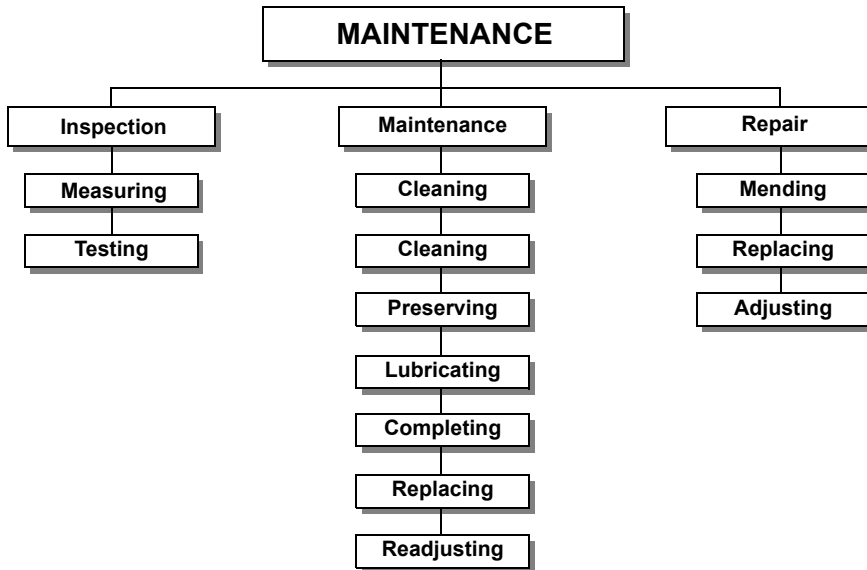 MAINTENANCE
Inspection
Measuring
Testing
Maintenance
Cleaning
Cleaning
Preserving
Lubricating
Completing
Replacing
Readjusting
Repair
Mending
Replacing
Adjusting